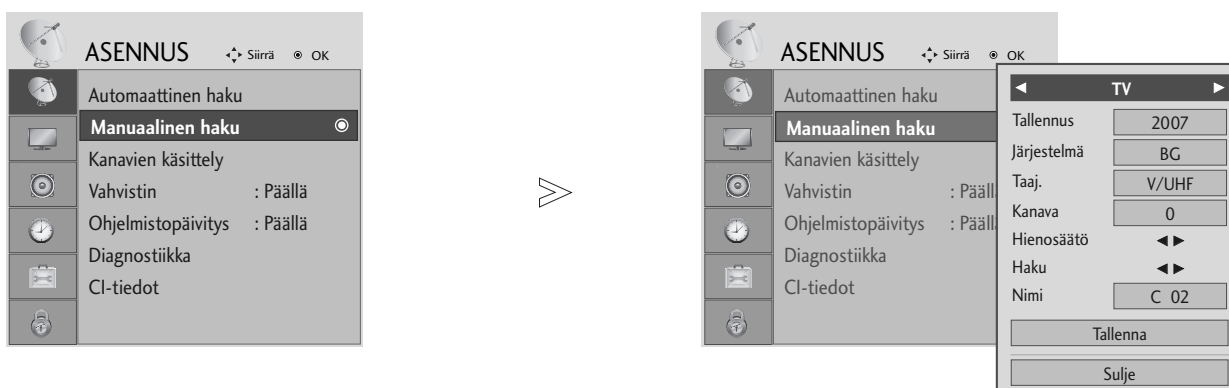 ASENNUS Siirrä OK
Automaattinen haku
Manuaalinen haku
Kanavien käsittely
Vahvistin : Päällä
Ohjelmistopäivitys : Päällä
Diagnostiikka
CI-tiedot
ASENNUS Siirrä OK
Automaattinen haku
Manuaalinen haku
Kanavien käsittely
Vahvistin : Pääll
Ohjelmistopäivitys : Pääll
Diagnostiikka
CI-tiedot
TV
Tallennus 2007
Järjestelmä BG
Taaj. V/UHF
Kanava 0
Hienosäätö
Haku
Nimi C 02
Tallenna
Sulje